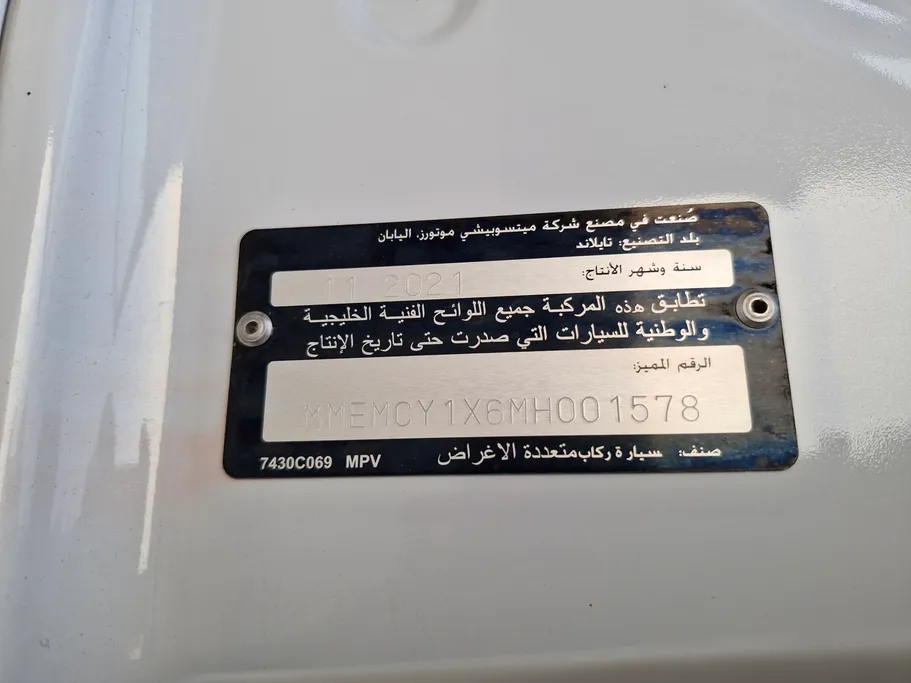 صُنعت في مصنع شركة ميتسوبيشي موتورز. اليابان
بلد التصنيع: تايلاند
سنة وشهر الأنتاج:
11 2021
تطابق هذه المركبة جميع اللوائح الفنية الخليجية
والوطنية للسيارات التي صدرت حتى تاريخ الإنتاج
الرقم المميز:
MMEMCY1X6MH001578
صنف: سيارة ركاب متعددة الاغراض
7430C069 MPV